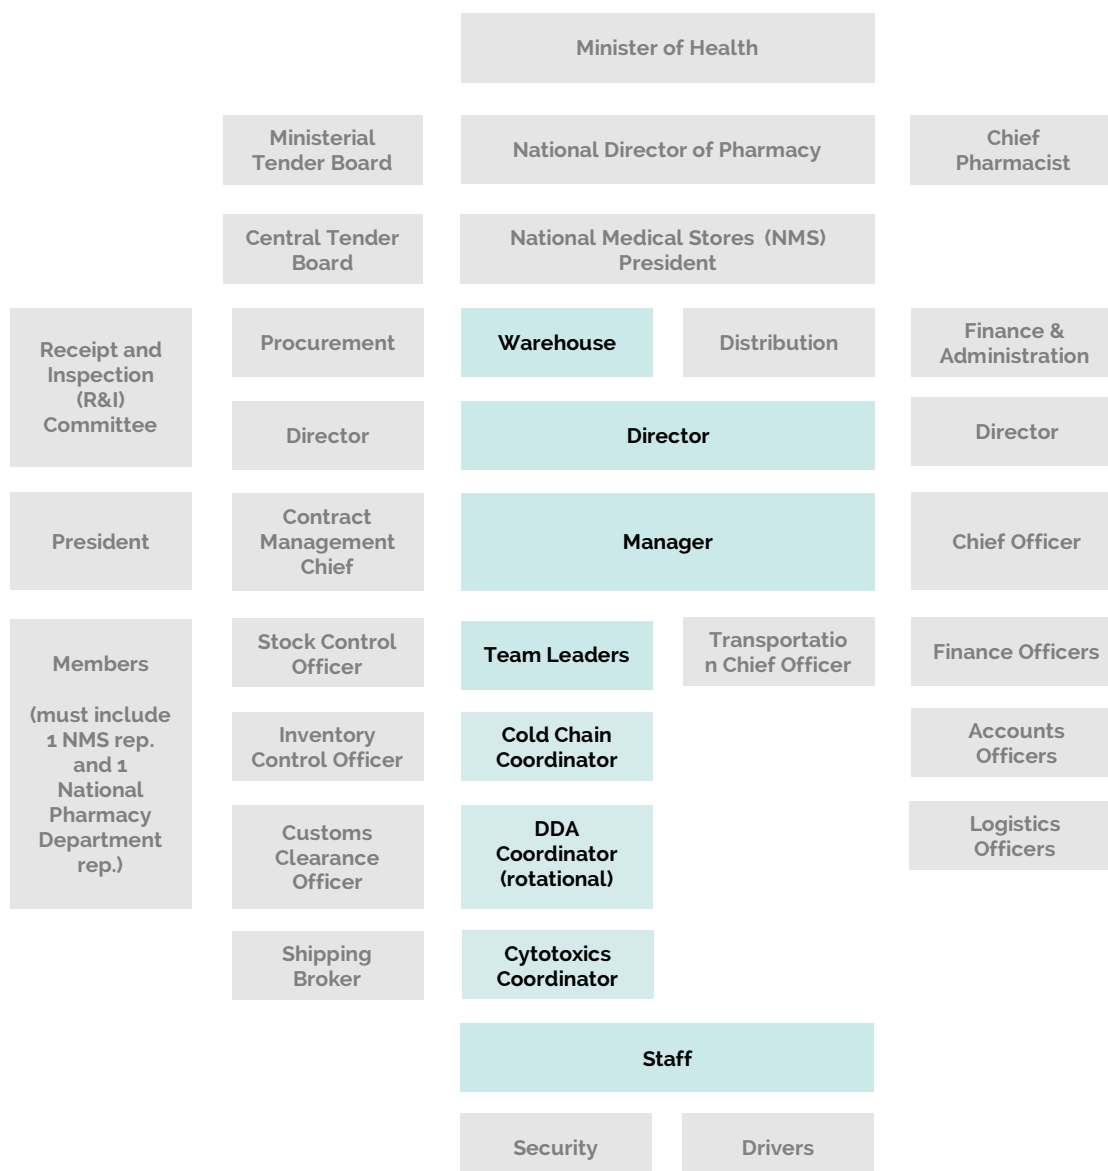 Minister of Health
Ministerial
Tender Board
National Director of Pharmacy
Chief
Pharmacist
Central Tender
Board
National Medical Stores (NMS)
President
Receipt and
Inspection
(R&I)
Committee
Procurement
Warehouse
Distribution
Finance &
Administration
Director
Director
Director
President
Contract
Management
Chief
Manager
Chief Officer
Members
(must include
1 NMS rep.
and 1
National
Pharmacy
Department
rep.)
Stock Control
Officer
Team Leaders
Transportatio
n Chief Officer
Finance Officers
Inventory
Control Officer
Cold Chain
Coordinator
Accounts
Officers
Customs
Clearance
Officer
DDA
Coordinator
(rotational)
Logistics
Officers
Shipping
Broker
Cytotoxics
Coordinator
Staff
Security
Drivers